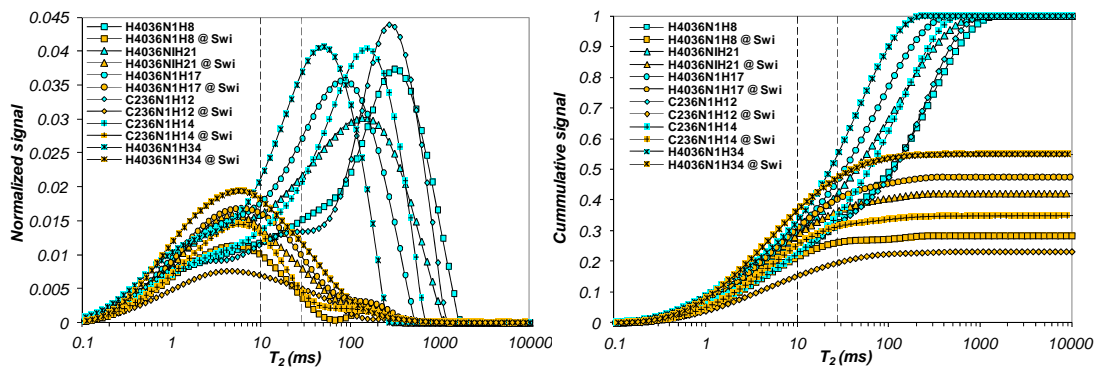 0.045
0.04
0.035
0.03
0.025
0.02
0.015
0.01
0.005
0
Normalized signal
H4036N1H8
H4036N1H8 @ Swi
H4036NIH21
H4036NIH21 @ Swi
H4036N1H17
H4036N1H17 @ Swi
C236N1H12
C236N1H12 @ Swi
C236N1H14
C236N1H14 @ Swi
H4036N1H34
H4036N1H34 @ Swi
0.1
1
10
100
1000
10000
T2 (ms)
1
0.9
0.8
0.7
0.6
0.5
0.4
0.3
0.2
0.1
0
Cummulative signal
H4036N1H8
H4036N1H8 @ Swi
H4036NIH21
H4036NIH21 @ Swi
H4036N1H17
H4036N1H17 @ Swi
C236N1H12
C236N1H12 @ Swi
C236N1H14
C236N1H14 @ Swi
H4036N1H34
H4036N1H34 @ Swi
0.1
1
10
100
1000
10000
T2 (ms)